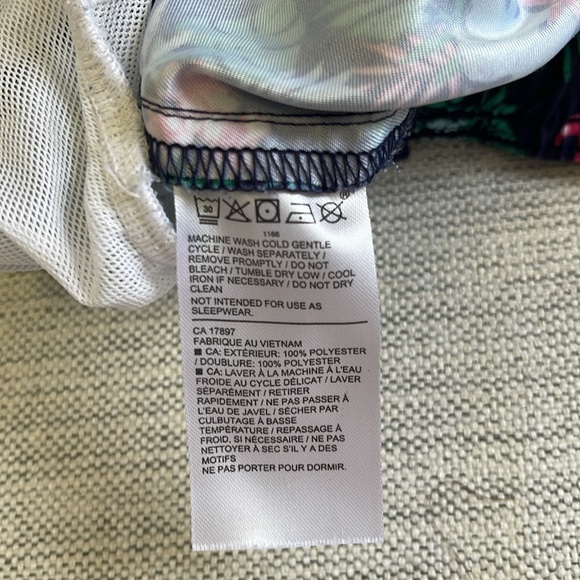 30
®
1166
MACHINE WASH COLD GENTLE
CYCLE / WASH SEPARATELY /
REMOVE PROMPTLY / DO NOT
BLEACH / TUMBLE DRY LOW / COOL
IRON IF NECESSARY / DO NOT DRY
CLEAN
NOT INTENDED FOR USE AS
SLEEPWEAR.
CA 17897
FABRIQUE AU VIETNAM
■ CA: EXTÉRIEUR: 100% POLYESTER
/ DOUBLURE: 100% POLYESTER
■ CA: LAVER À LA MACHINE À L'EAU
FROIDE AU CYCLE DÉLICAT / LAVER
SÉPARÉMENT / RETIRER
RAPIDEMENT / NE PAS PASSER À
L'EAU DE JAVEL / SÉCHER PAR
CULBUTAGE À BASSE
TEMPÉRATURE / REPASSAGE À
FROID, SI NÉCESSAIRE / NE PAS
NETTOYER À SEC S'IL Y A DES
MOTIFS
NE PAS PORTER POUR DORMIR.